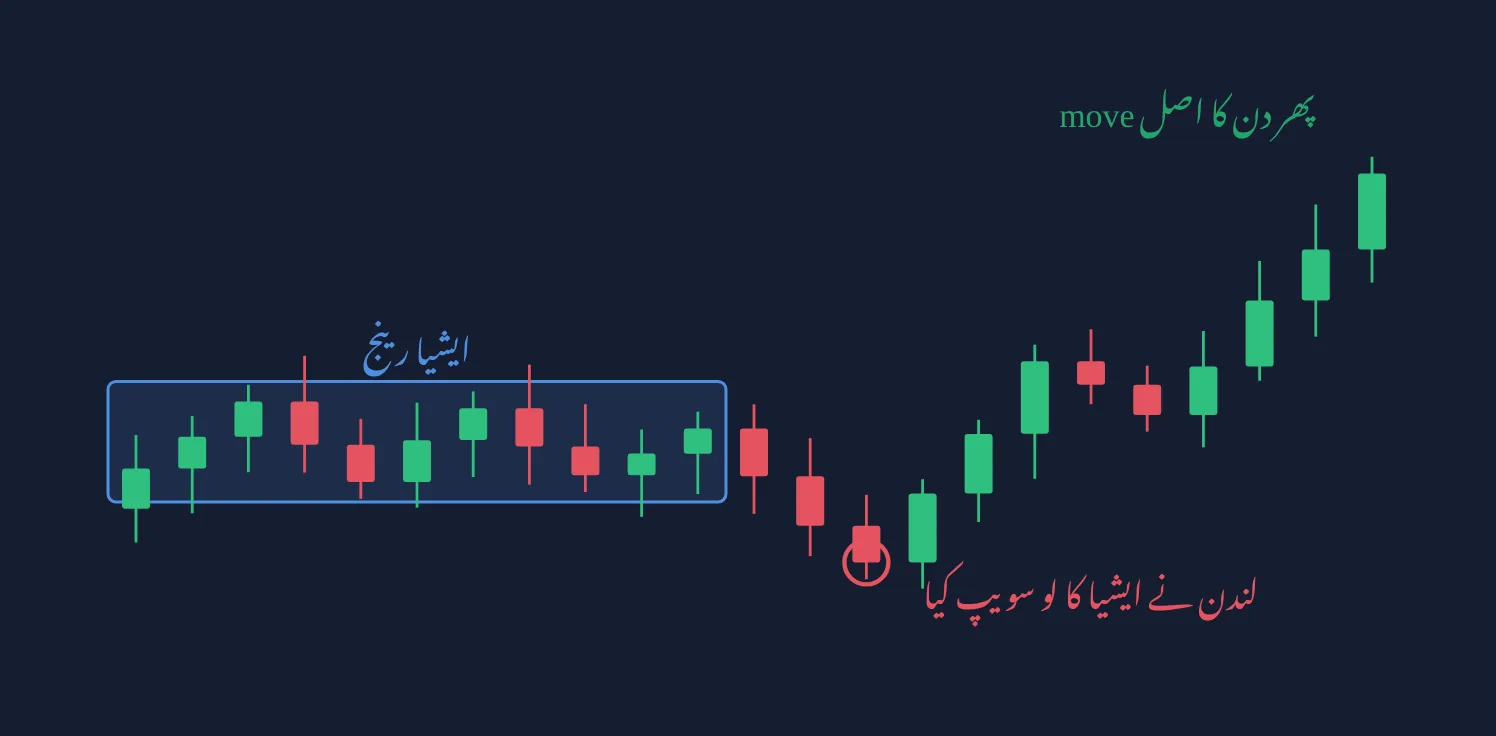 پھر دن کا اصل move
ایشیا رینج
لندن نے ایشیا کا لو سویپ کیا